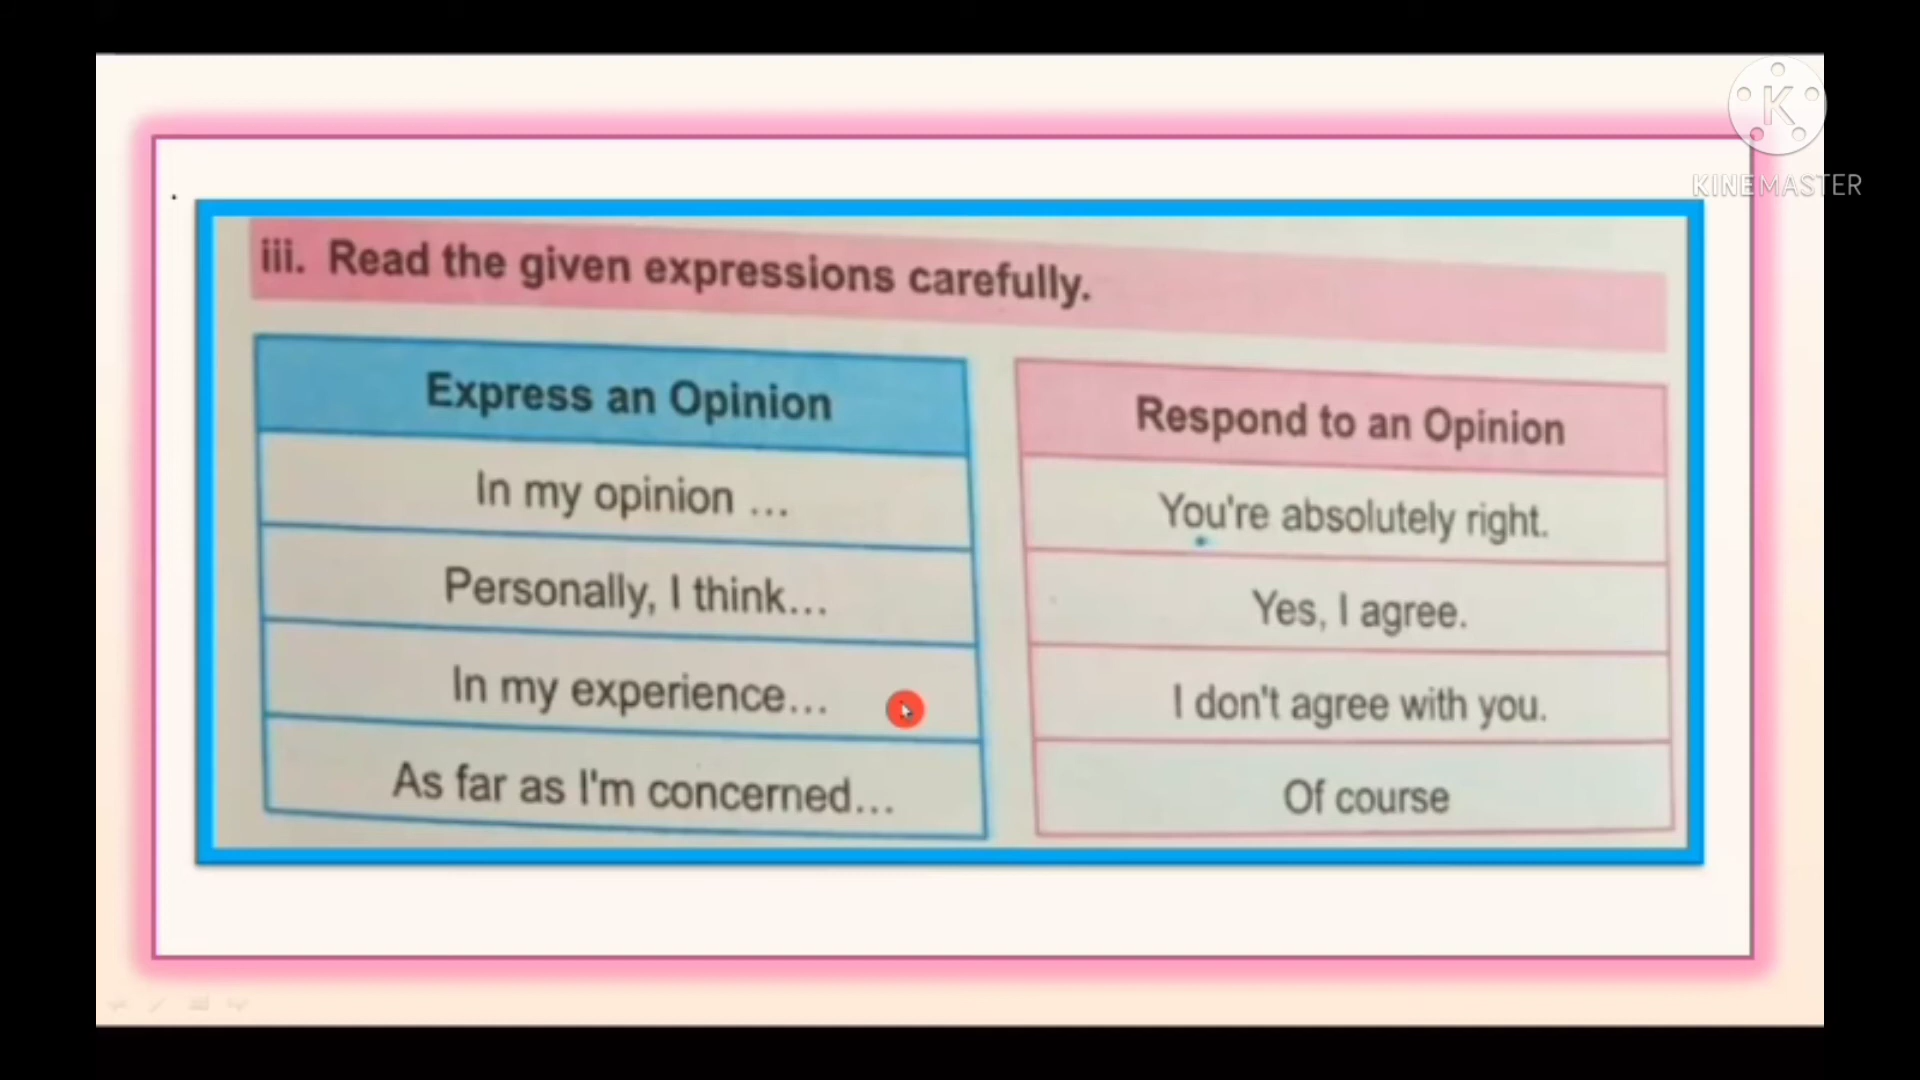 K
KINEMASTER
iii. Read the given expressions carefully.
Express an Opinion
In my opinion ...
Personally, I think...
In my experience...
As far as I'm concerned...
Respond to an Opinion
You're absolutely right.
Yes, I agree.
I don't agree with you.
Of course